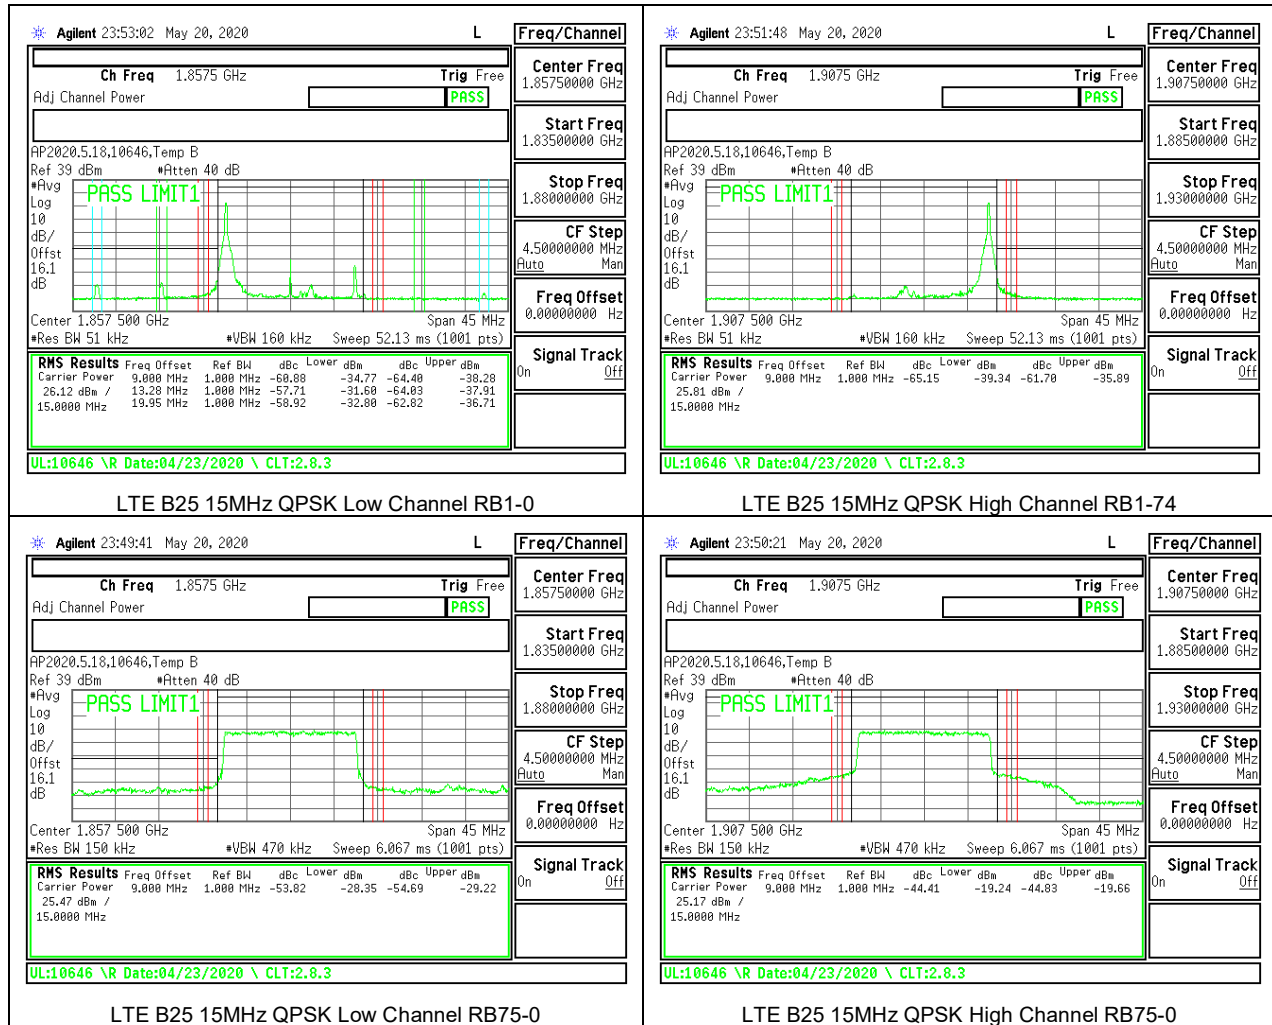 Agilent 23:53:02 May 20, 2020 L Freq/Channel
Ch Freq 1.8575 GHz Trig Free
Adj Channel Power PASS
Center Freq
1.85750000 GHz
Start Freq
1.83500000 GHz
AP2020.5.18,10646,Temp B
Ref 39 dBm #Atten 40 dB
#Avg
Log
10
dB/
Offst
16.1
dB
PASS LIMIT1
Stop Freq
1.88000000 GHz
CF Step
4.50000000 MHz
Auto Man
Freq Offset
0.00000000 Hz
Center 1.857 500 GHz Span 45 MHz
#Res BW 51 kHz #VBW 160 kHz Sweep 52.13 ms (1001 pts)
Signal Track
On Off
RMS Results Freq Offset Ref BW dBc Lower dBm dBc Upper dBm
Carrier Power 9.000 MHz 1.000 MHz -60.88 -34.77 -64.40 -38.28
26.12 dBm / 13.28 MHz 1.000 MHz -57.71 -31.60 -64.03 -37.91
15.0000 MHz 19.95 MHz 1.000 MHz -58.92 -32.80 -62.82 -36.71
UL:10646 \R Date:04/23/2020 \ CLT:2.8.3
LTE B25 15MHz QPSK Low Channel RB1-0
Agilent 23:51:48 May 20, 2020 L Freq/Channel
Ch Freq 1.9075 GHz Trig Free
Adj Channel Power PASS
Center Freq
1.90750000 GHz
Start Freq
1.88500000 GHz
AP2020.5.18,10646,Temp B
Ref 39 dBm #Atten 40 dB
#Avg
Log
10
dB/
Offst
16.1
dB
PASS LIMIT1
Stop Freq
1.93000000 GHz
CF Step
4.50000000 MHz
Auto Man
Freq Offset
0.00000000 Hz
Center 1.907 500 GHz Span 45 MHz
#Res BW 51 kHz #VBW 160 kHz Sweep 52.13 ms (1001 pts)
Signal Track
On Off
RMS Results Freq Offset Ref BW dBc Lower dBm dBc Upper dBm
Carrier Power 9.000 MHz 1.000 MHz -65.15 -39.34 -61.70 -35.89
25.81 dBm /
15.0000 MHz
UL:10646 \R Date:04/23/2020 \ CLT:2.8.3
LTE B25 15MHz QPSK High Channel RB1-74
Agilent 23:49:41 May 20, 2020 L Freq/Channel
Ch Freq 1.8575 GHz Trig Free
Adj Channel Power PASS
Center Freq
1.85750000 GHz
Start Freq
1.83500000 GHz
AP2020.5.18,10646,Temp B
Ref 39 dBm #Atten 40 dB
#Avg
Log
10
dB/
Offst
16.1
dB
PASS LIMIT1
Stop Freq
1.88000000 GHz
CF Step
4.50000000 MHz
Auto Man
Freq Offset
0.00000000 Hz
Center 1.857 500 GHz Span 45 MHz
#Res BW 150 kHz #VBW 470 kHz Sweep 6.067 ms (1001 pts)
Signal Track
On Off
RMS Results Freq Offset Ref BW dBc Lower dBm dBc Upper dBm
Carrier Power 9.000 MHz 1.000 MHz -53.82 -28.35 -54.69 -29.22
25.47 dBm /
15.0000 MHz
UL:10646 \R Date:04/23/2020 \ CLT:2.8.3
LTE B25 15MHz QPSK Low Channel RB75-0
Agilent 23:50:21 May 20, 2020 L Freq/Channel
Ch Freq 1.9075 GHz Trig Free
Adj Channel Power PASS
Center Freq
1.90750000 GHz
Start Freq
1.88500000 GHz
AP2020.5.18,10646,Temp B
Ref 39 dBm #Atten 40 dB
#Avg
Log
10
dB/
Offst
16.1
dB
PASS LIMIT1
Stop Freq
1.93000000 GHz
CF Step
4.50000000 MHz
Auto Man
Freq Offset
0.00000000 Hz
Center 1.907 500 GHz Span 45 MHz
#Res BW 150 kHz #VBW 470 kHz Sweep 6.067 ms (1001 pts)
Signal Track
On Off
RMS Results Freq Offset Ref BW dBc Lower dBm dBc Upper dBm
Carrier Power 9.000 MHz 1.000 MHz -44.41 -19.24 -44.83 -19.66
25.17 dBm /
15.0000 MHz
UL:10646 \R Date:04/23/2020 \ CLT:2.8.3
LTE B25 15MHz QPSK High Channel RB75-0